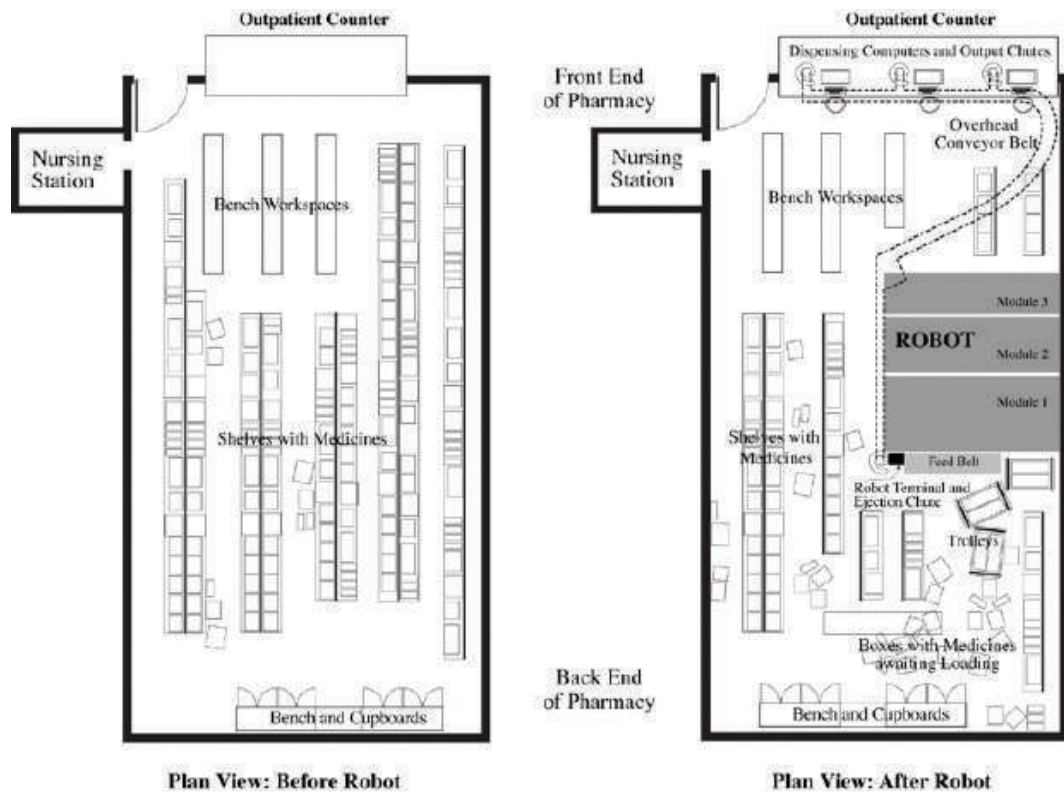 Outpatient Counter
Nursing
Station
Bench Workspaces
Shelves with Medicines
Bench and Cupboards
Plan View: Before Robot
Front End
of Pharmacy
Back End
of Pharmacy
Outpatient Counter
Dispensing Computers and Output Chutes
Overhead
Conveyor Belt
Nursing
Station
Bench Workspaces
Module 3
ROBOT
Module 2
Module 1
Shelves with
Medicines
Feed Belt
Robot Terminal and
Ejection Chute
Trolleys
Boxes with Medicines
awaiting Loading
Bench and Cupboards
Plan View: After Robot